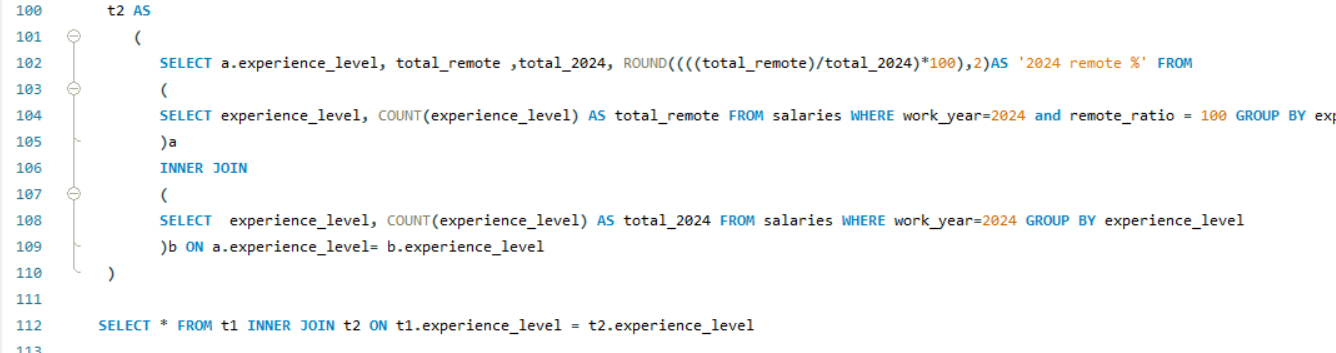 100 t2 AS
101 (
102 SELECT a.experience_level, total_remote ,total_2024, ROUND((((total_remote)/total_2024)*100),2)AS '2024 remote %' FROM
103 (
104 SELECT experience_level, COUNT(experience_level) AS total_remote FROM salaries WHERE work_year=2024 and remote_ratio = 100 GROUP BY exp
105 )a
106 INNER JOIN
107 (
108 SELECT  experience_level, COUNT(experience_level) AS total_2024 FROM salaries WHERE work_year=2024 GROUP BY experience_level
109 )b ON a.experience_level= b.experience_level
110 )
111
112 SELECT * FROM t1 INNER JOIN t2 ON t1.experience_level = t2.experience_level
113